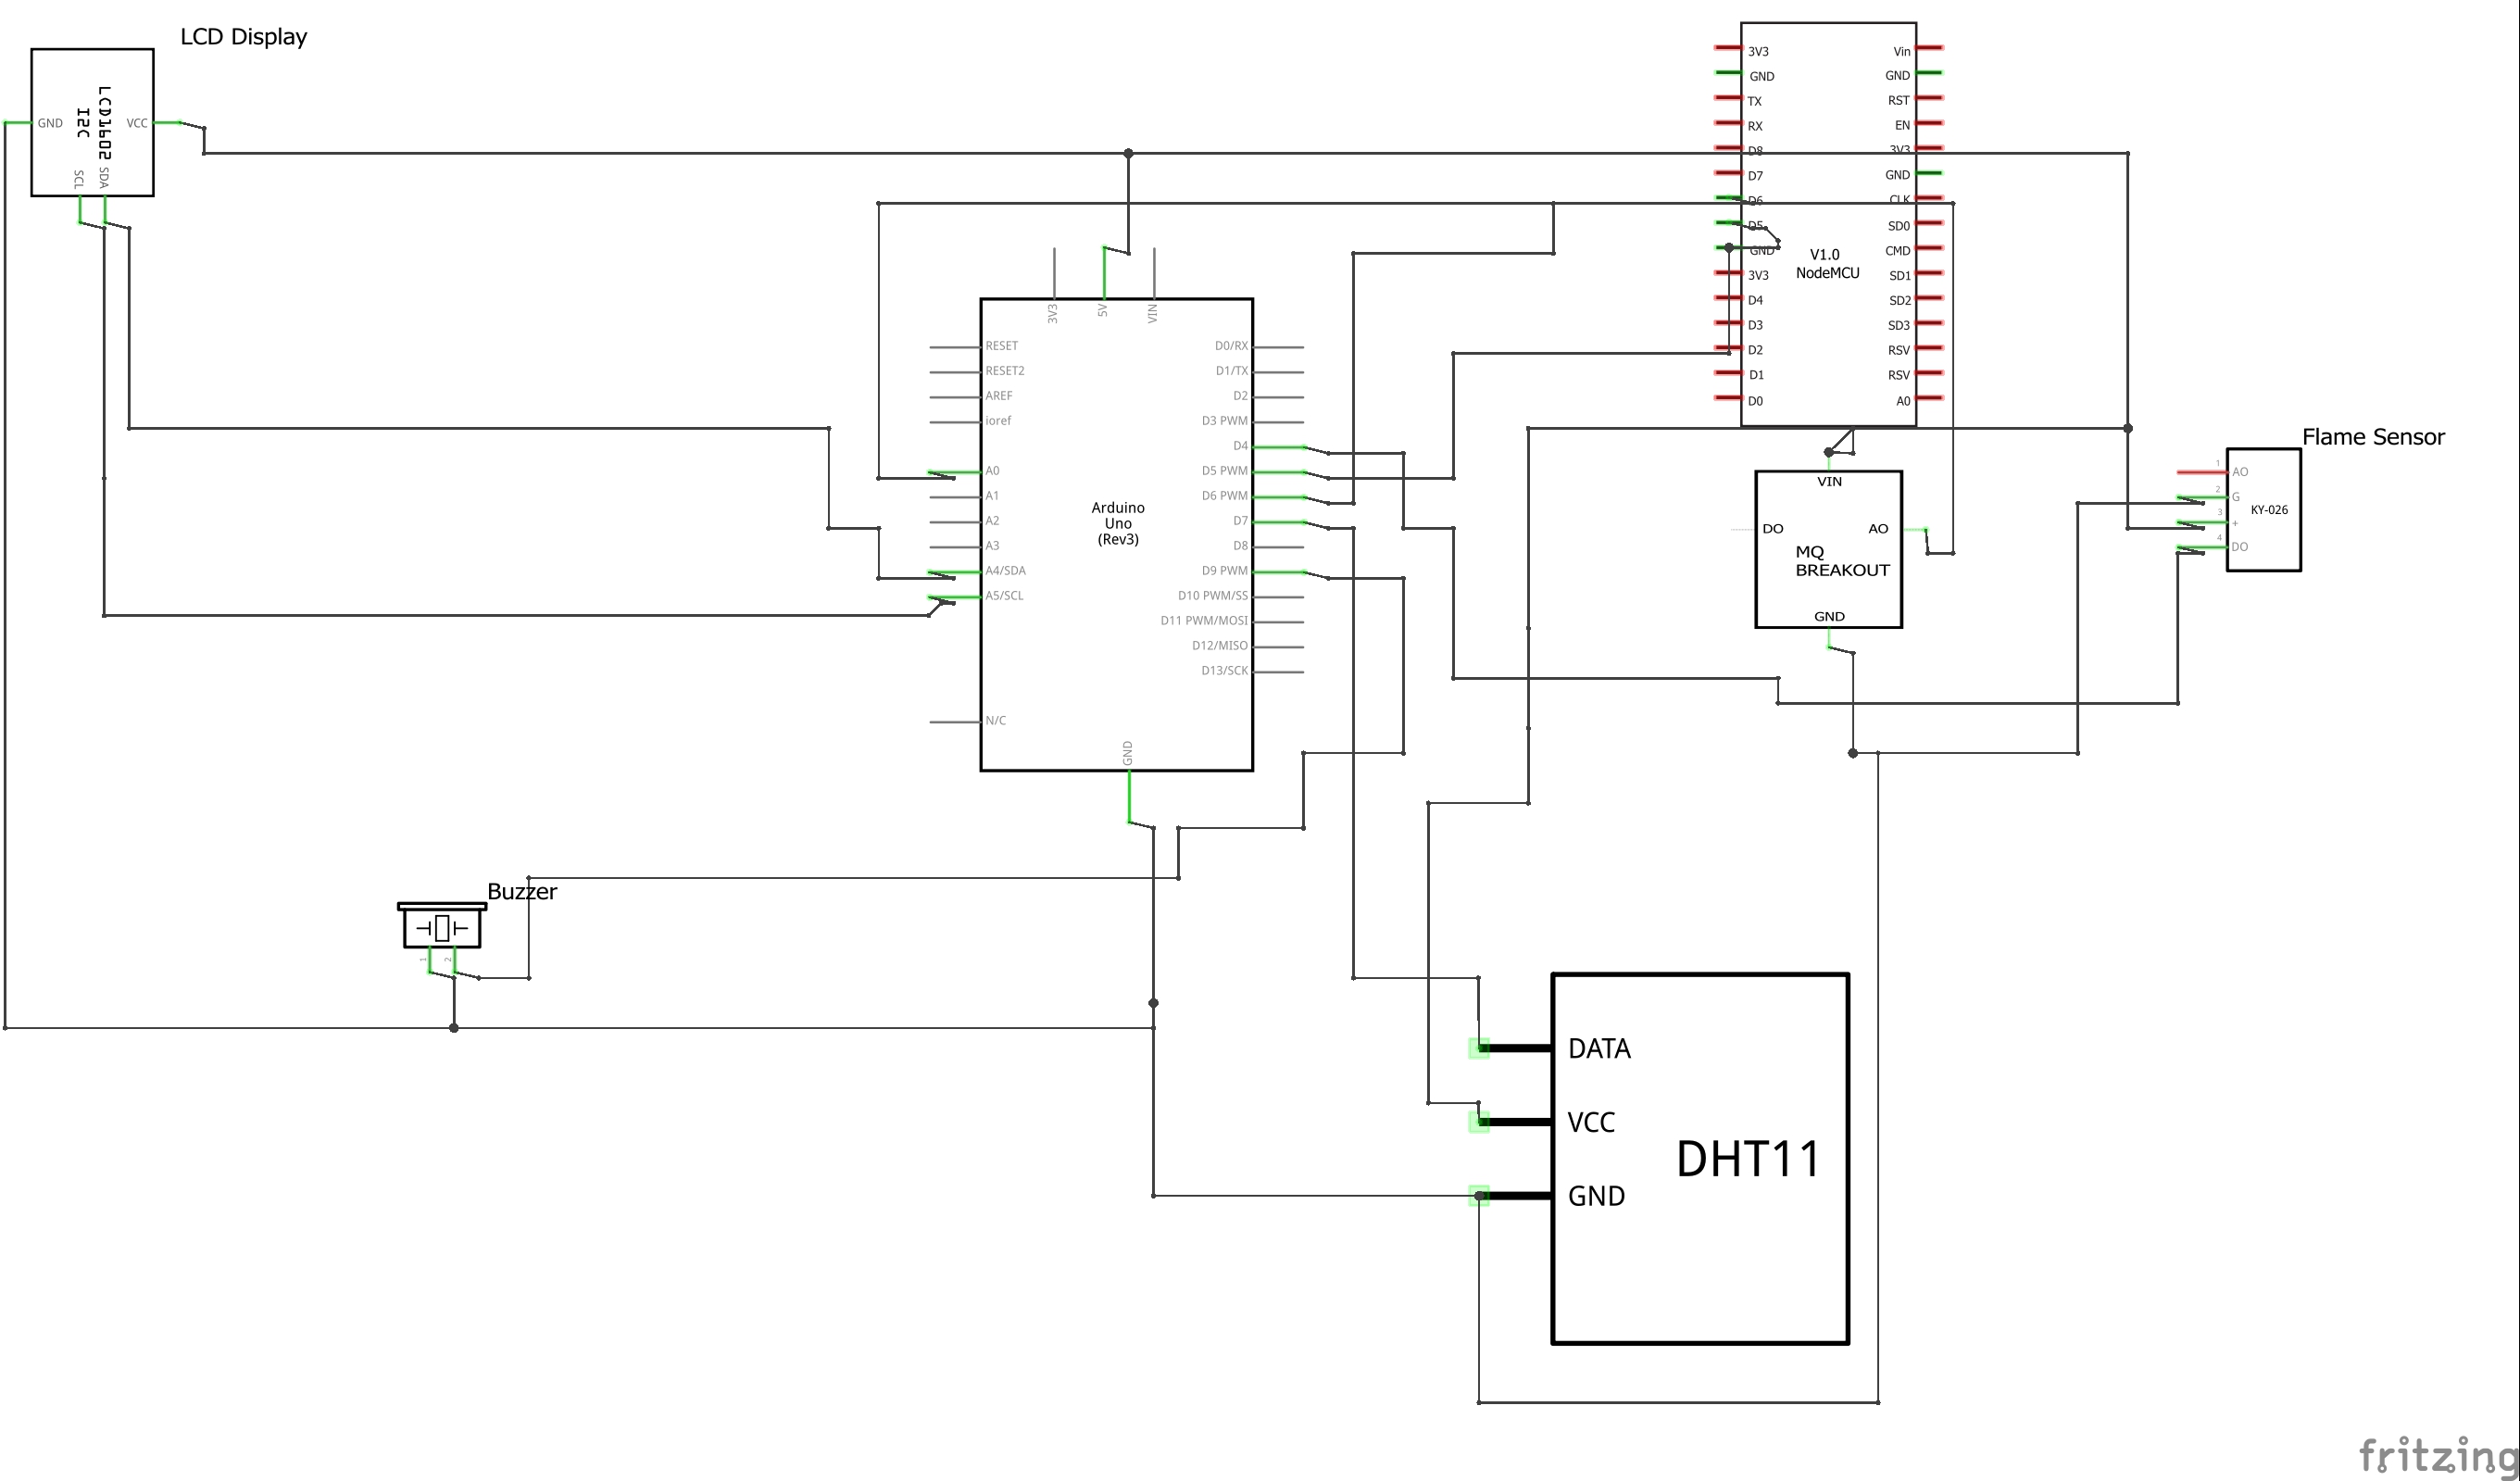 LCD Display
LCD1602
I2C
GND
VCC
SCL
SDA
3V3
GND
TX
RX
D8
D7
D6
D5
GND
3V3
D4
D3
D2
D1
D0
Vin
GND
RST
EN
3V3
GND
CLK
SD0
CMD
SD1
SD2
SD3
RSV
RSV
A0
V1.0
NodeMCU
3V3
5V
VIN
RESET
RESET2
AREF
ioref
A0
A1
A2
A3
A4/SDA
A5/SCL
N/C
Arduino
Uno
(Rev3)
D0/RX
D1/TX
D2
D3 PWM
D4
D5 PWM
D6 PWM
D7
D8
D9 PWM
D10 PWM/SS
D11 PWM/MOSI
D12/MISO
D13/SCK
GND
Flame Sensor
1
AO
2
G
3
+
4
DO
KY-026
VIN
DO
AO
MQ
BREAKOUT
GND
Buzzer
1
2
DATA
VCC
GND
DHT11
fritzing